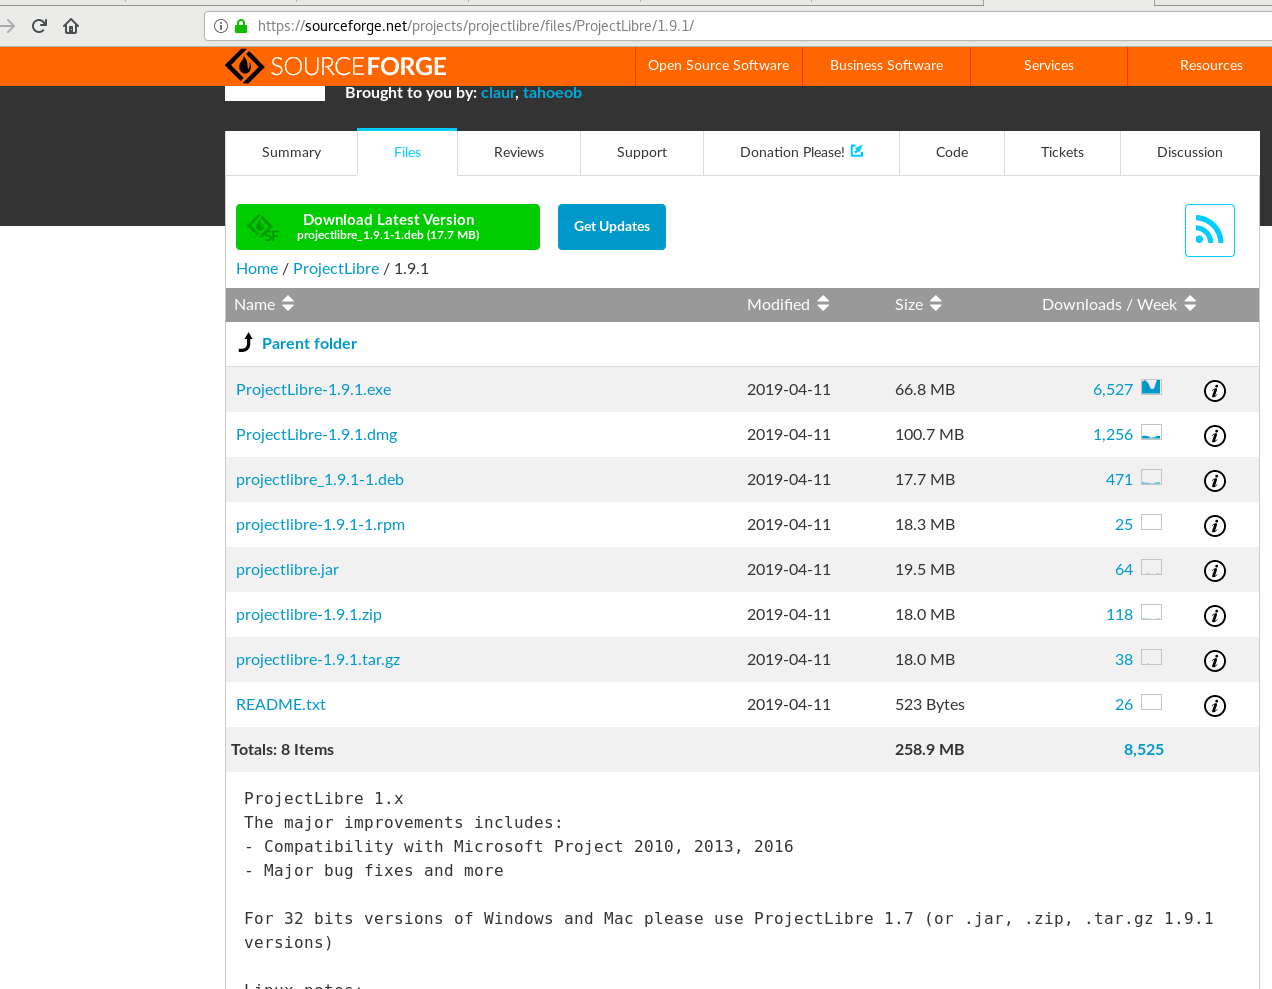 https://sourceforge.net/projects/projectlibre/files/ProjectLibre/1.9.1/
SOURCEFORGE
Open Source Software
Business Software
Services
Resources
Brought to you by: claur, tahoeob
Summary
Files
Reviews
Support
Donation Please!
Code
Tickets
Discussion
Download Latest Version
projectlibre_1.9.1-1.deb (17.7 MB)
SF
Get Updates
Home / ProjectLibre / 1.9.1
Name Modified Size Downloads / Week
Parent folder
ProjectLibre-1.9.1.exe 2019-04-11 66.8 MB 6,527
ProjectLibre-1.9.1.dmg 2019-04-11 100.7 MB 1,256
projectlibre_1.9.1-1.deb 2019-04-11 17.7 MB 471
projectlibre-1.9.1-1.rpm 2019-04-11 18.3 MB 25
projectlibre.jar 2019-04-11 19.5 MB 64
projectlibre-1.9.1.zip 2019-04-11 18.0 MB 118
projectlibre-1.9.1.tar.gz 2019-04-11 18.0 MB 38
README.txt 2019-04-11 523 Bytes 26
Totals: 8 Items 258.9 MB 8,525
ProjectLibre 1.x
The major improvements includes:
- Compatibility with Microsoft Project 2010, 2013, 2016
- Major bug fixes and more
For 32 bits versions of Windows and Mac please use ProjectLibre 1.7 (or .jar, .zip, .tar.gz 1.9.1
versions)
Linux notes: